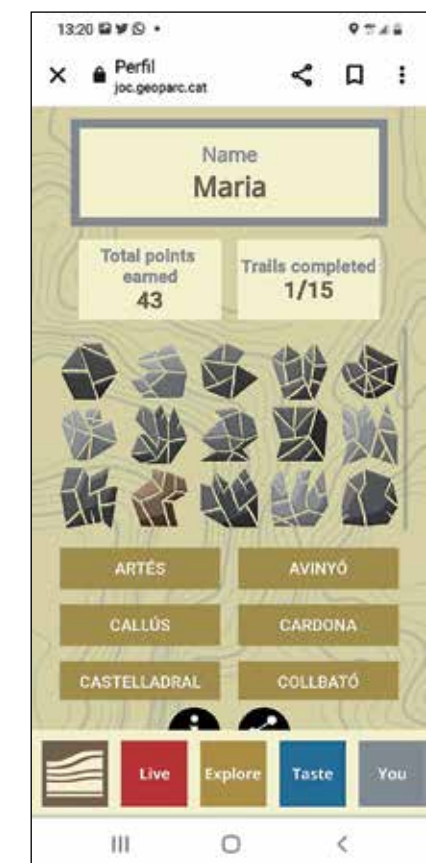 13:20
Perfil
joc.geoparc.cat
Name
Maria
Total points
earned
43
Trails completed
1/15
ARTÉS
AVINYÓ
CALLÚS
CARDONA
CASTELLADRAL
COLLBATÓ
Live
Explore
Taste
You